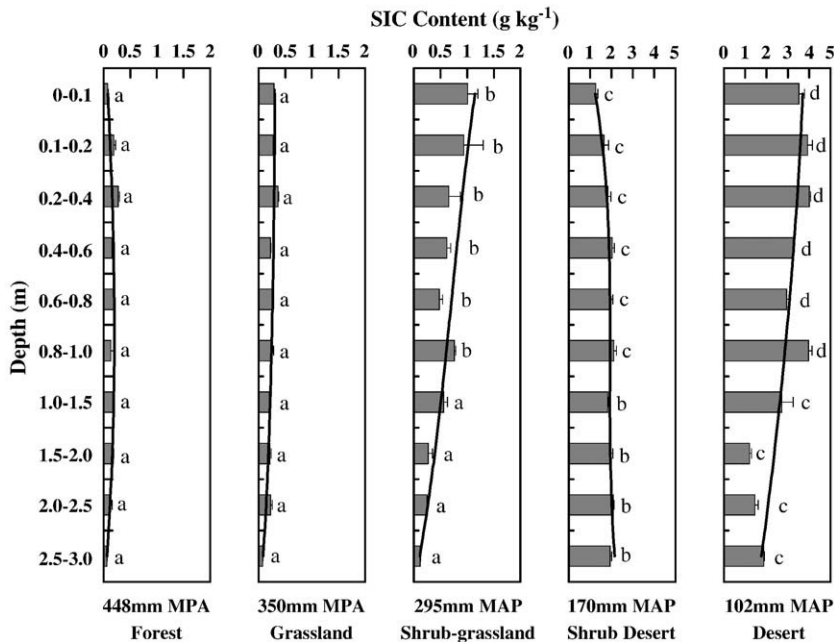 SIC Content (g kg-1)
0 0.5 1 1.5 2 0 0.5 1 1.5 2 0 0.5 1 1.5 2 0 1 2 3 4 5 0 1 2 3 4 5
Depth (m)
0-0.1 a a b c d
0.1-0.2 a a b c d
0.2-0.4 a a b c d
0.4-0.6 a a b c d
0.6-0.8 a a b c d
0.8-1.0 a a b c d
1.0-1.5 a a a b c
1.5-2.0 a a a b c
2.0-2.5 a a a b c
2.5-3.0 a a a b c
448mm MPA 350mm MPA 295mm MAP 170mm MAP 102mm MAP
Forest Grassland Shrub-grassland Shrub Desert Desert